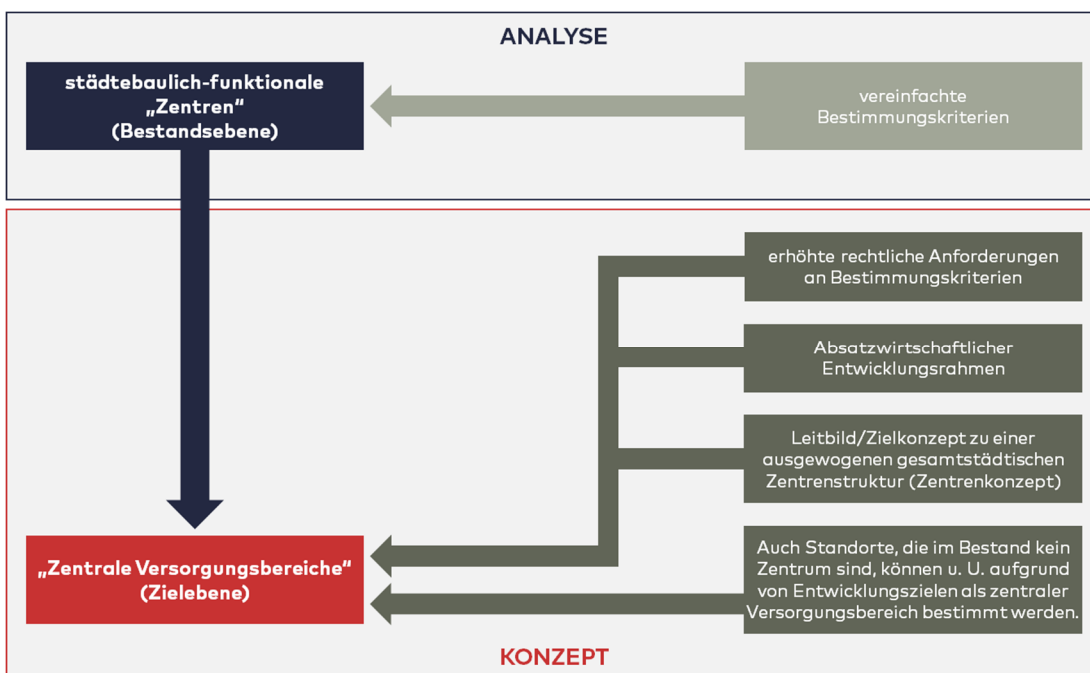 ANALYSE
städtebaulich-funktionale
„Zentren“
(Bestandsebene)
vereinfachte
Bestimmungskriterien
erhöhte rechtliche Anforderungen
an Bestimmungskriterien
Absatzwirtschaftlicher
Entwicklungsrahmen
Leitbild/Zielkonzept zu einer
ausgewogenen gesamtstädtischen
Zentrenstruktur (Zentrenkonzept)
Auch Standorte, die im Bestand kein
Zentrum sind, können u. U. aufgrund
von Entwicklungszielen als zentraler
Versorgungsbereich bestimmt werden.
„Zentrale Versorgungsbereiche“
(Zielebene)
KONZEPT